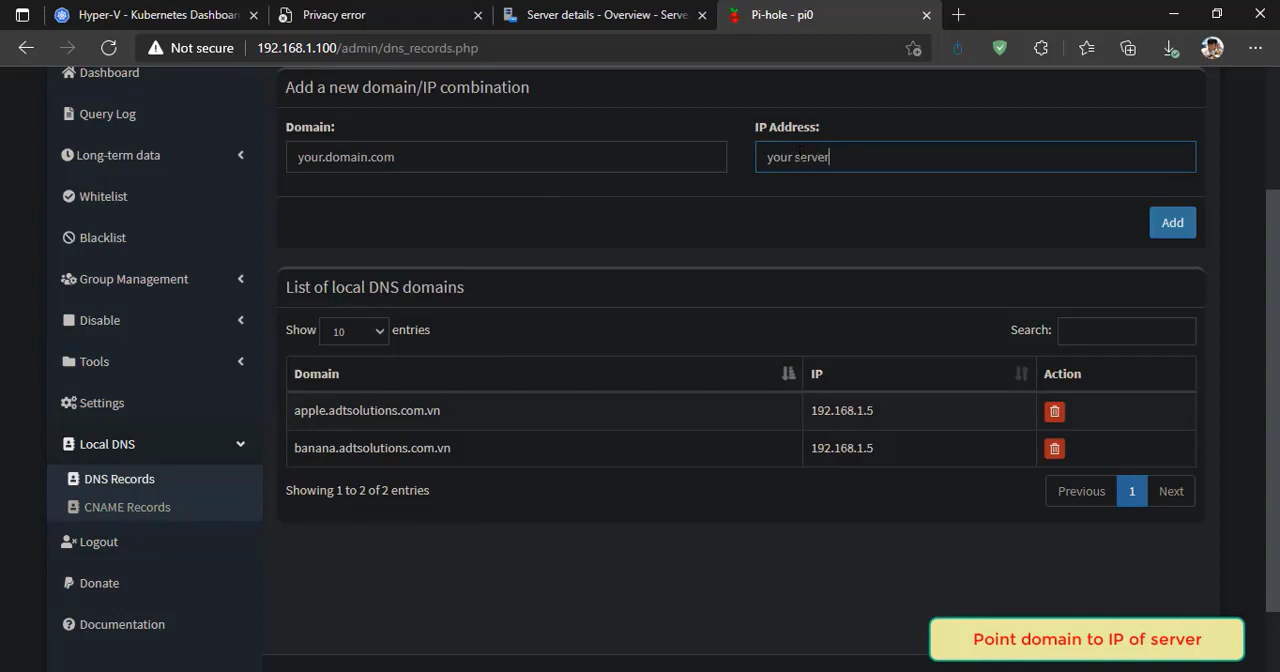 Hyper-V - Kubernetes Dashboar
Privacy error
Server details - Overview - Serve
Pi-hole - pi0
Not secure
192.168.1.100/admin/dns_records.php
Dashboard
Query Log
Long-term data
Whitelist
Blacklist
Group Management
Disable
Tools
Settings
Local DNS
DNS Records
CNAME Records
Logout
Donate
Documentation
Add a new domain/IP combination
Domain:
IP Address:
your.domain.com
your server
Add
List of local DNS domains
Show 10 entries
Search:
Domain IP Action
apple.adtsolutions.com.vn 192.168.1.5
banana.adtsolutions.com.vn 192.168.1.5
Showing 1 to 2 of 2 entries
Previous 1 Next
Point domain to IP of server